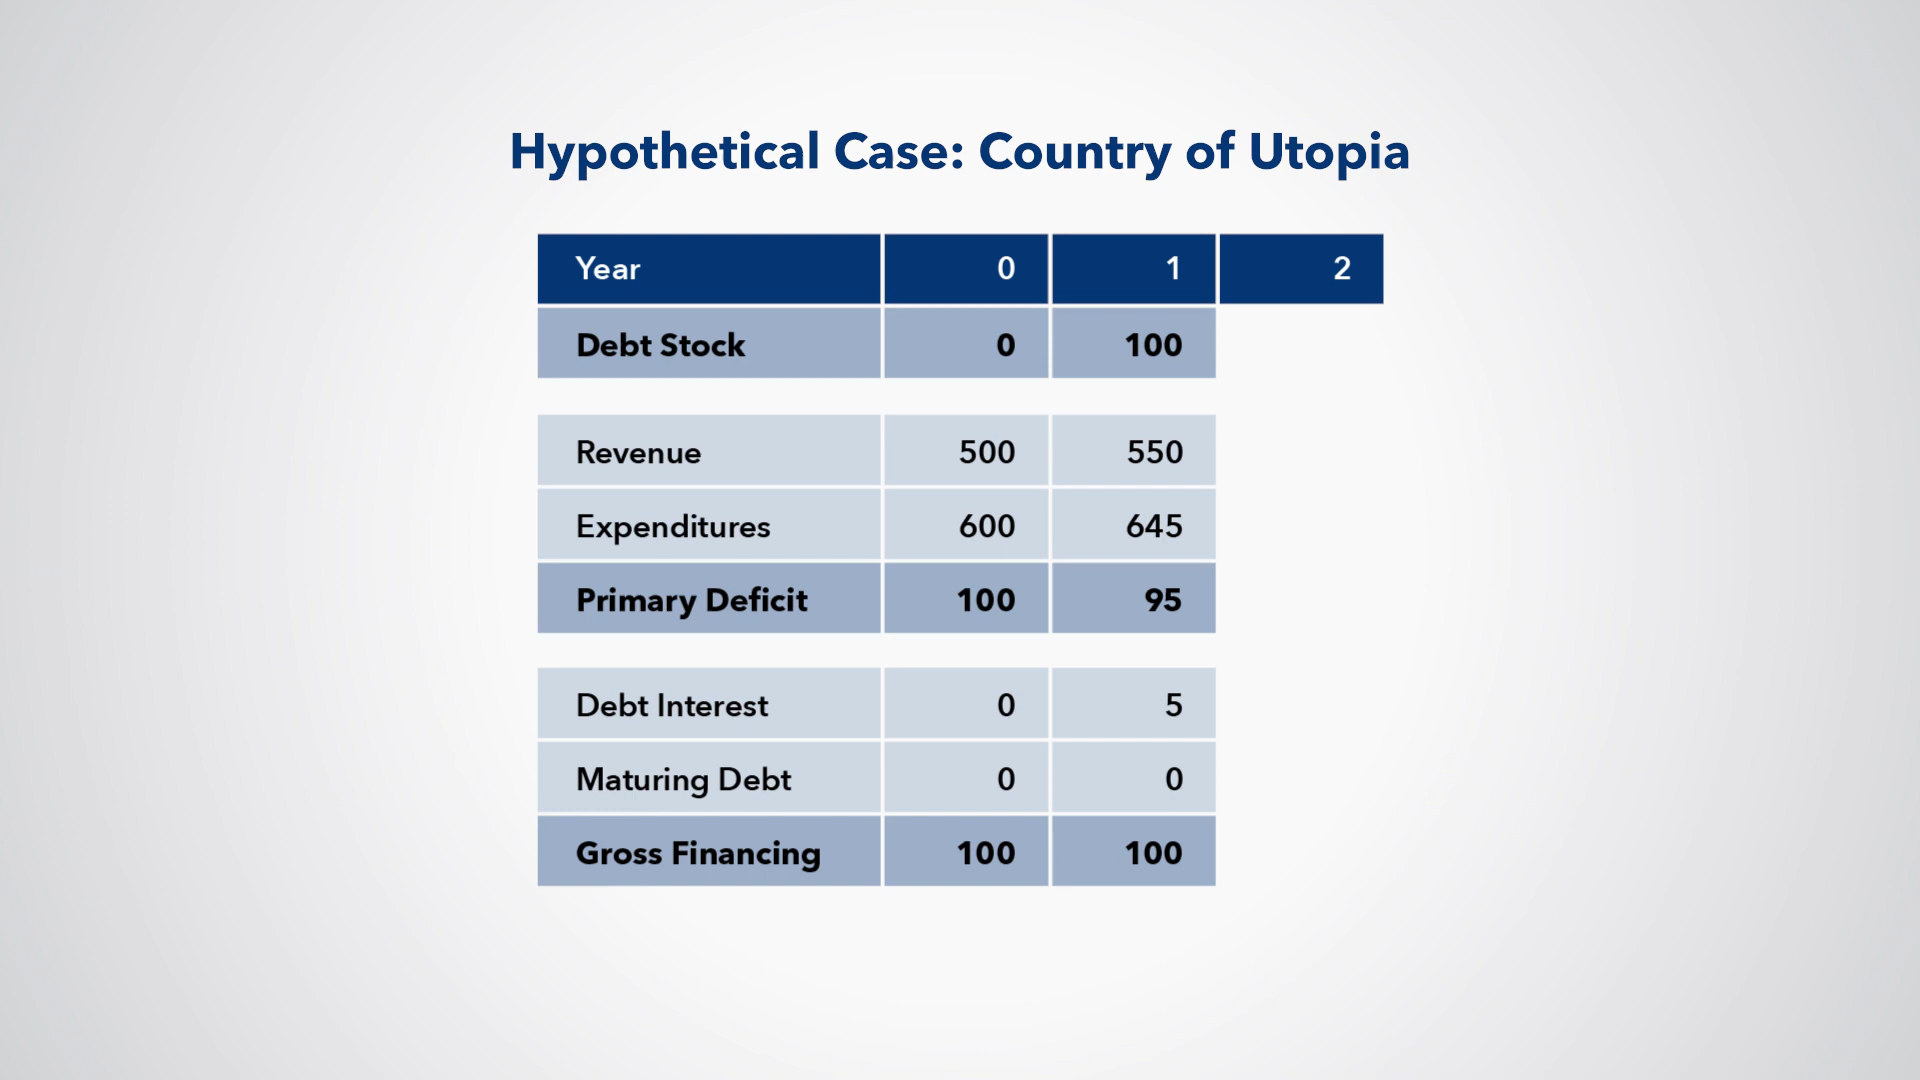 Hypothetical Case: Country of Utopia
Year 0 1 2
Debt Stock 0 100
Revenue 500 550
Expenditures 600 645
Primary Deficit 100 95
Debt Interest 0 5
Maturing Debt 0 0
Gross Financing 100 100